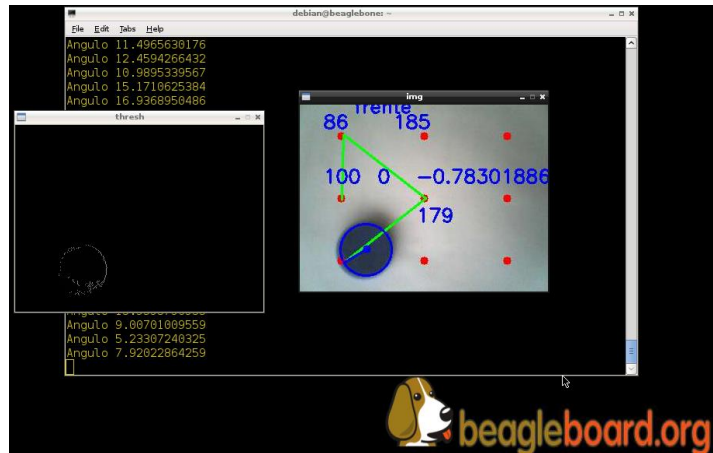 debian@beaglebone: ~
File Edit Tabs Help
Angulo 11.4965630176
Angulo 12.4594266432
Angulo 10.9895339567
Angulo 15.1710625384
Angulo 16.9368950486
thresh
img
frente
86 185
100 0 -0.78301886
179
Angulo 9.00701009559
Angulo 5.23307240325
Angulo 7.92022864259
beagleboard.org